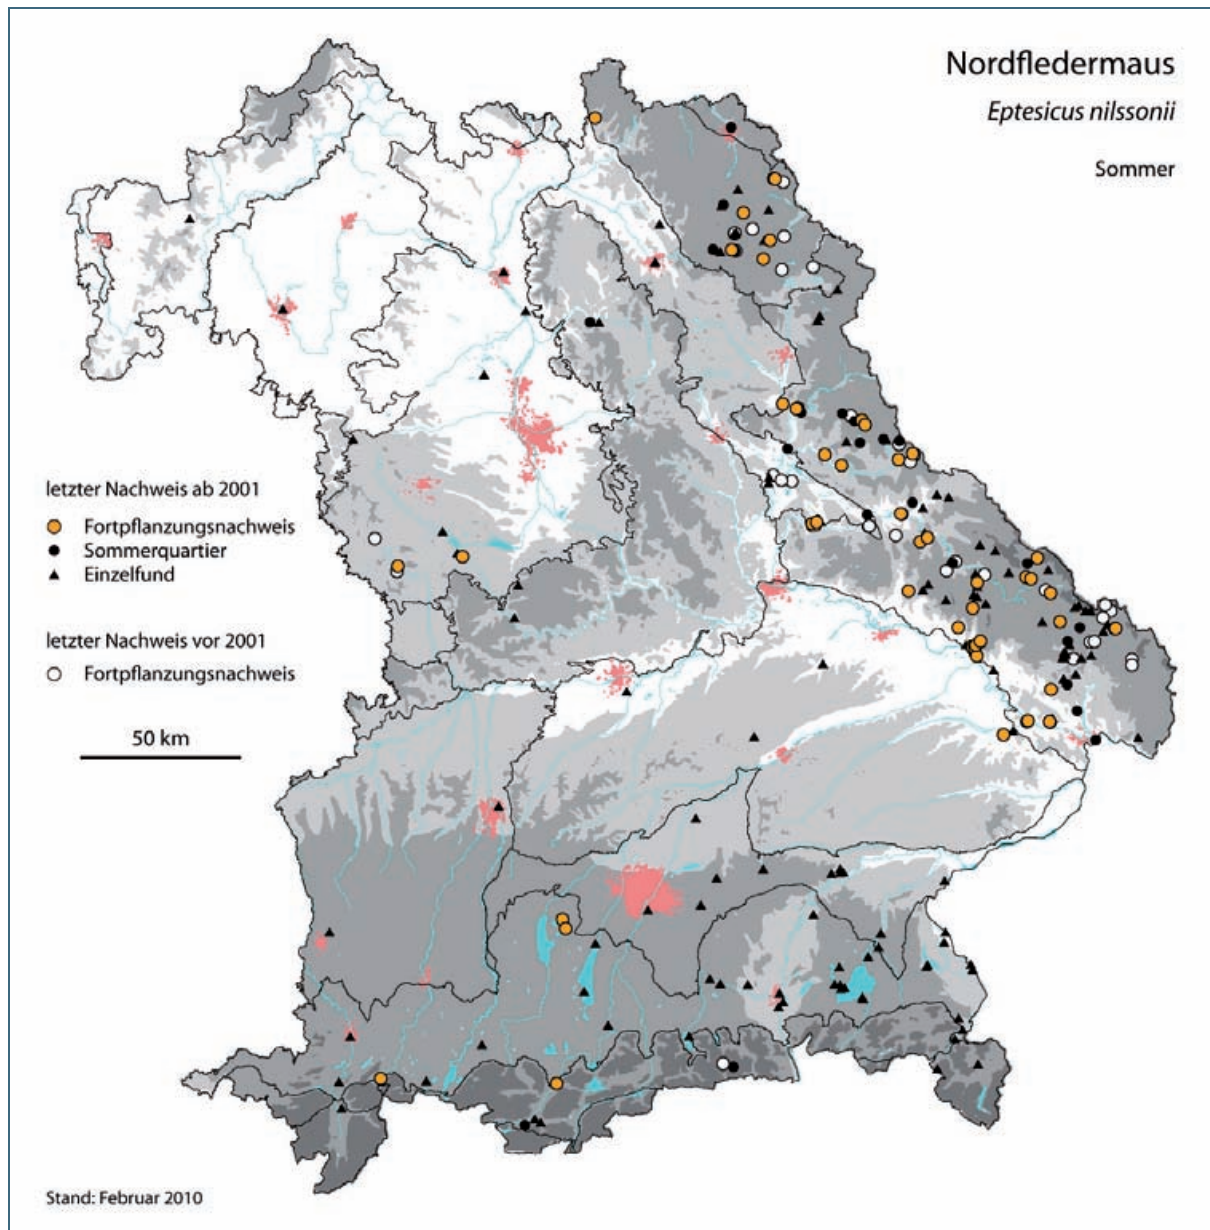 Nordfledermaus
Eptesicus nilssonii
Sommer
letzter Nachweis ab 2001
Fortpflanzungsnachweis
Sommerquartier
Einzelfund
letzter Nachweis vor 2001
Fortpflanzungsnachweis
50 km
Stand: Februar 2010